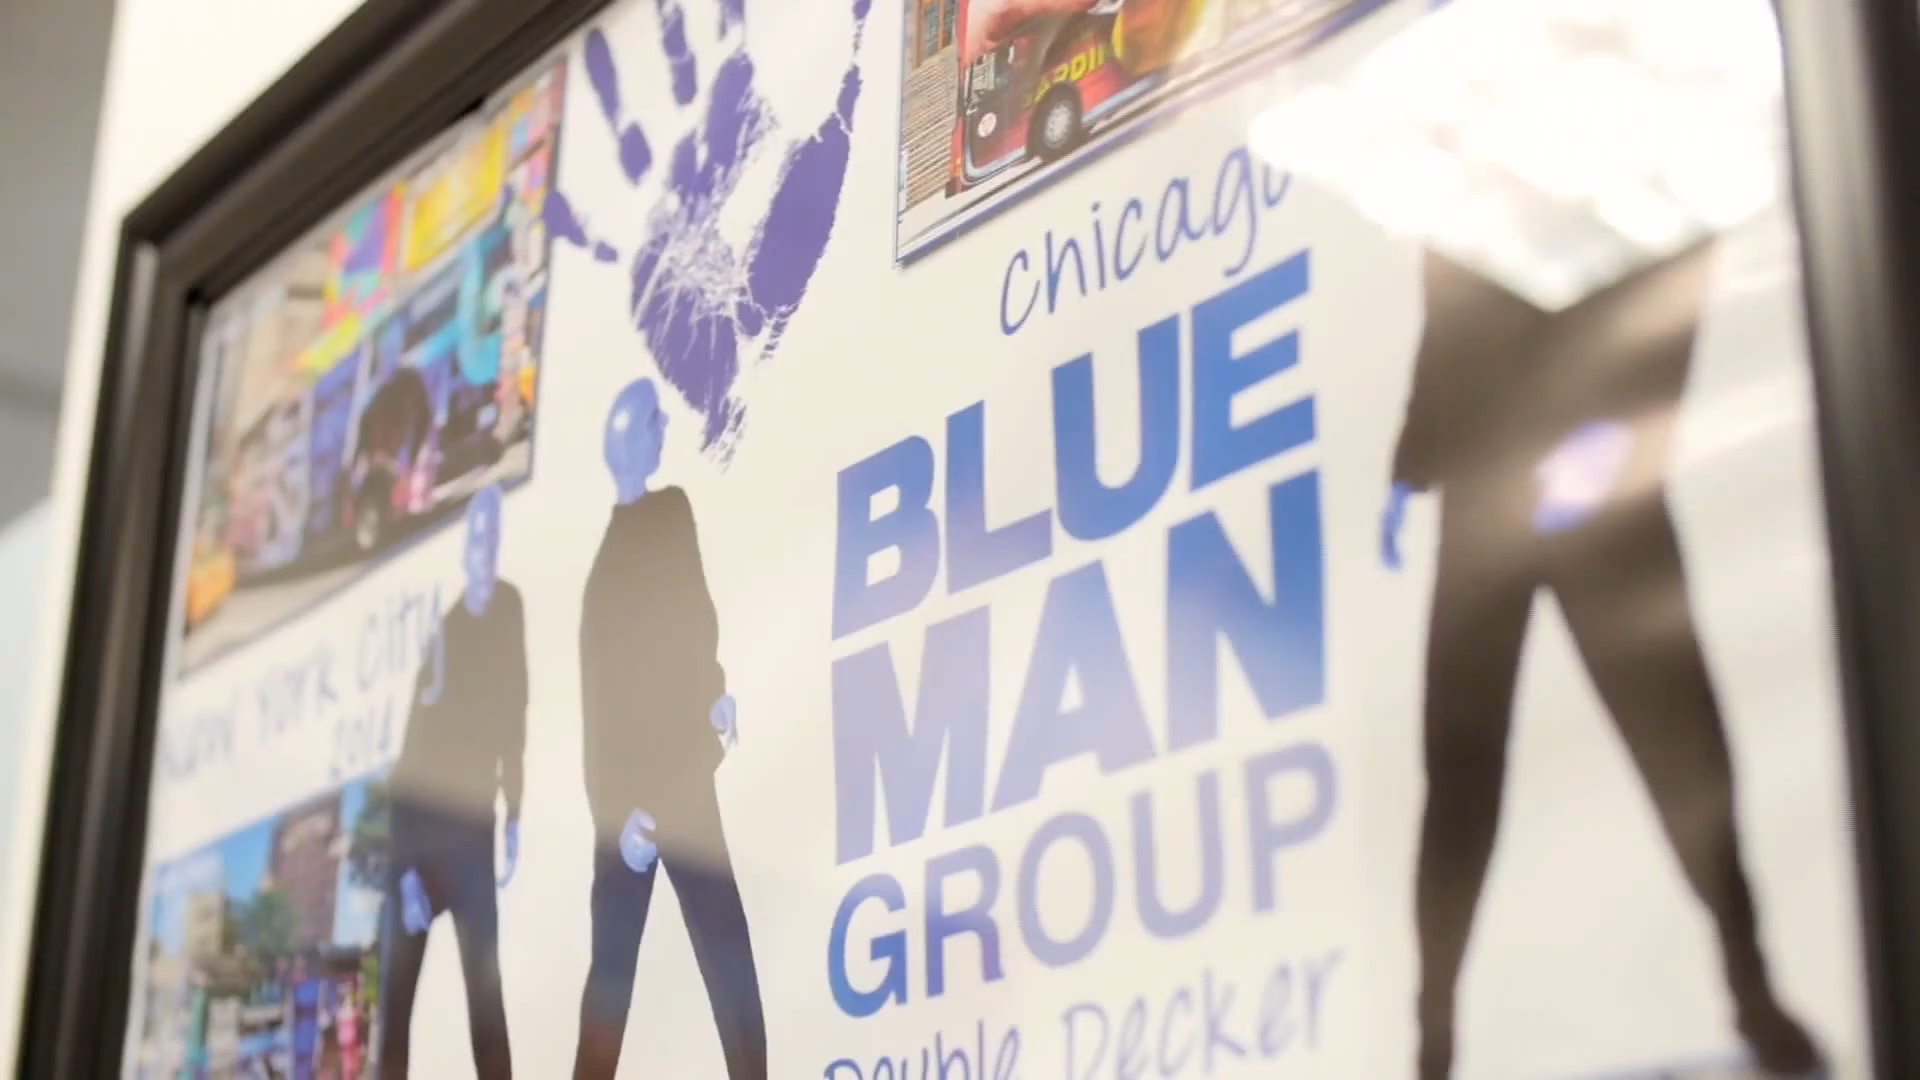 Chicago
BLUE
MAN
GROUP
Double Decker
New York City
2014